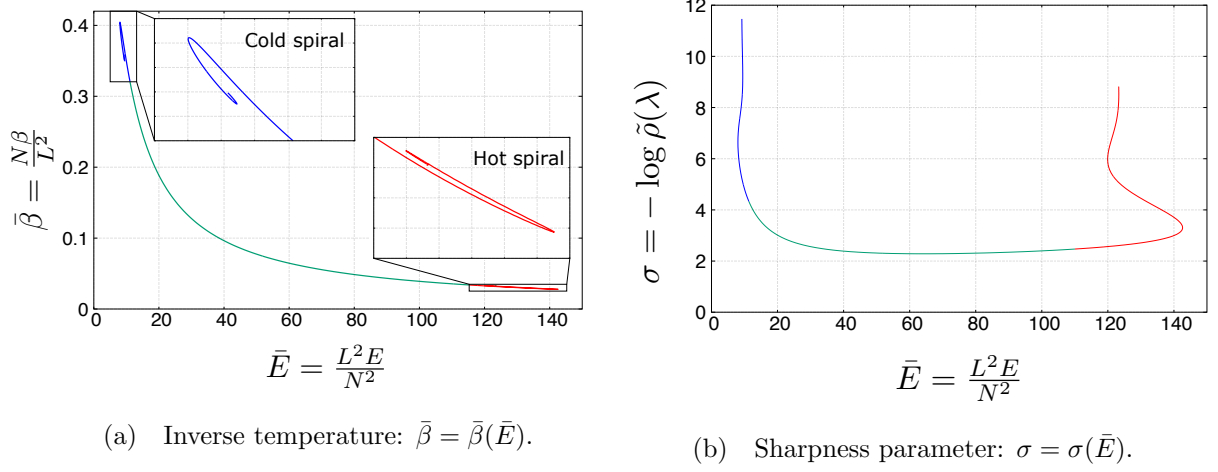 0.4
0.3
0.2
0.1
0
0 20 40 60 80 100 120 140
Cold spiral
Hot spiral
β̄ = Nβ/L²
Ē = L²E/N²
(a) Inverse temperature: β̄ = β̄(Ē).
12
10
8
6
4
2
0
0 20 40 60 80 100 120 140
σ = − log ρ̃(λ)
Ē = L²E/N²
(b) Sharpness parameter: σ = σ(Ē).